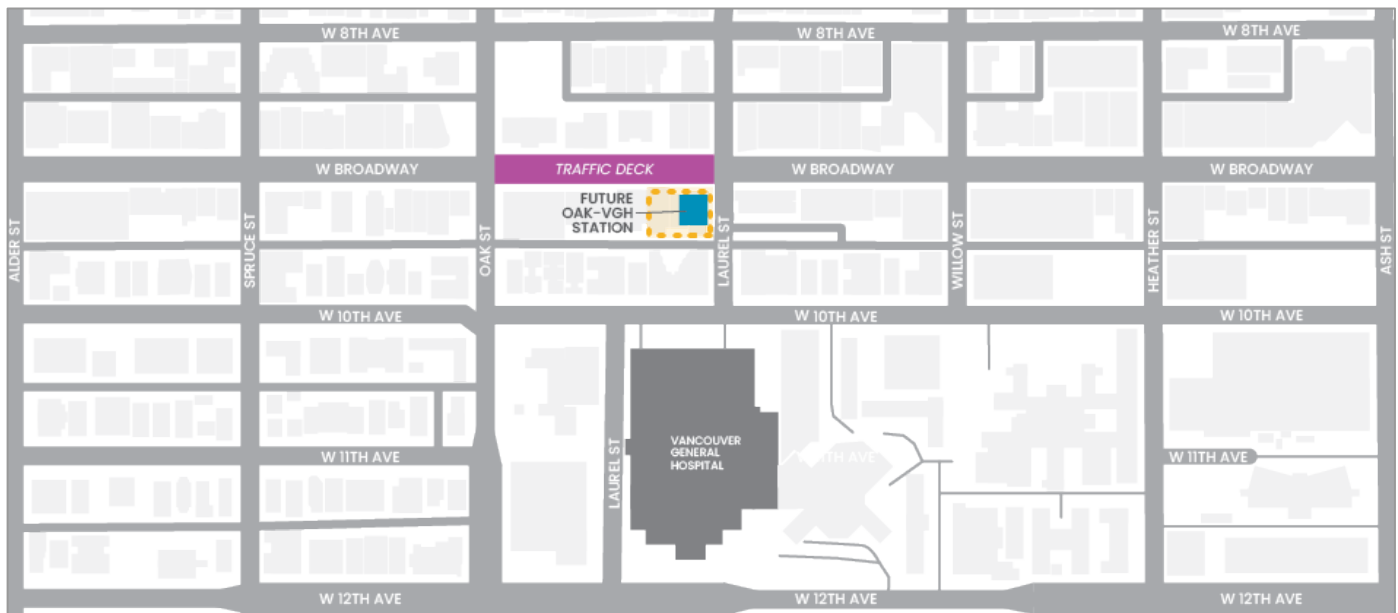 W 8TH AVE
W 8TH AVE
W 8TH AVE
W BROADWAY
TRAFFIC DECK
W BROADWAY
W BROADWAY
FUTURE
OAK-VGH
STATION
ALDER ST
SPRUCE ST
OAK ST
LAUREL ST
WILLOW ST
HEATHER ST
ASH ST
W 10TH AVE
W 10TH AVE
W 10TH AVE
VANCOUVER
GENERAL
HOSPITAL
LAUREL ST
W 11TH AVE
W 11TH AVE
W 12TH AVE
W 12TH AVE
W 12TH AVE